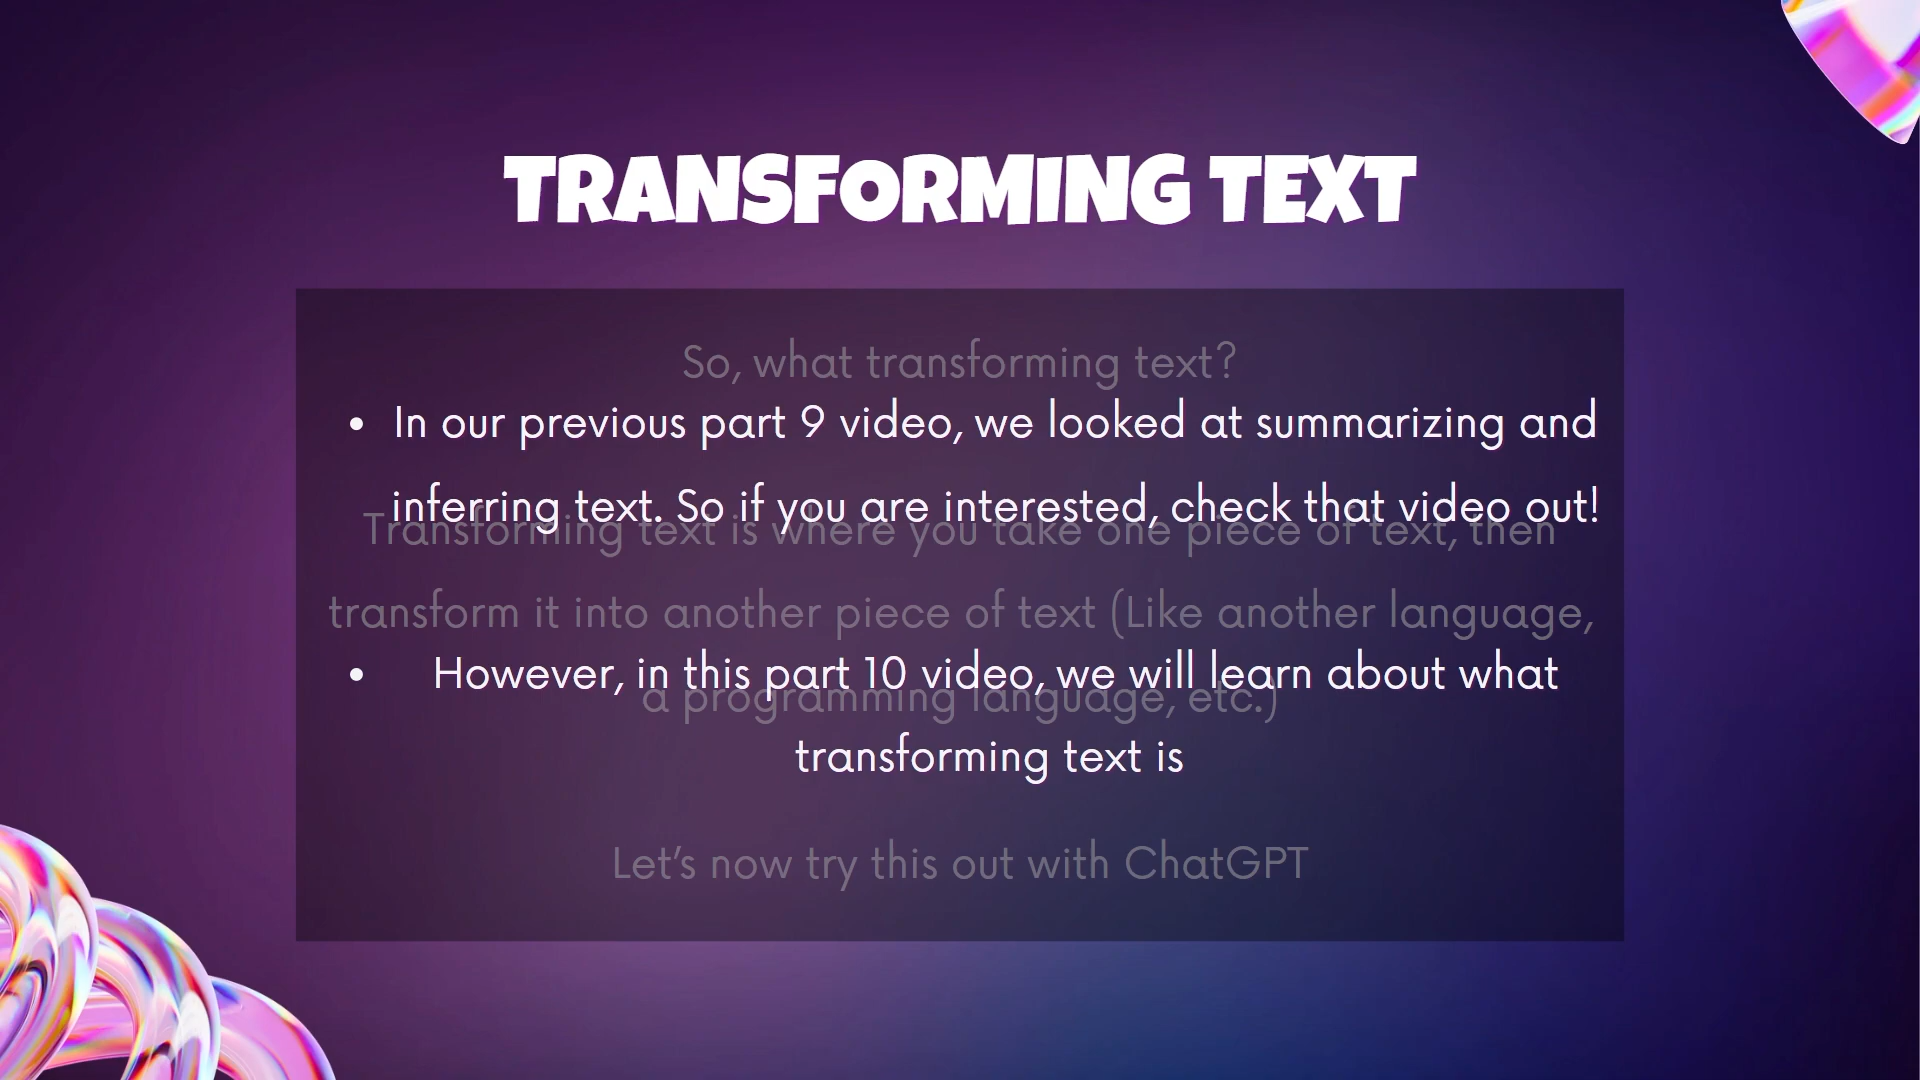 TRANSFORMING TEXT
So, what transforming text?
• In our previous part 9 video, we looked at summarizing and
inferring text. So if you are interested, check that video out!
Transforming text is where you take one piece of text, then
transform it into another piece of text (Like another language,
• However, in this part 10 video, we will learn about what
a programming language, etc.)
transforming text is
Let’s now try this out with ChatGPT